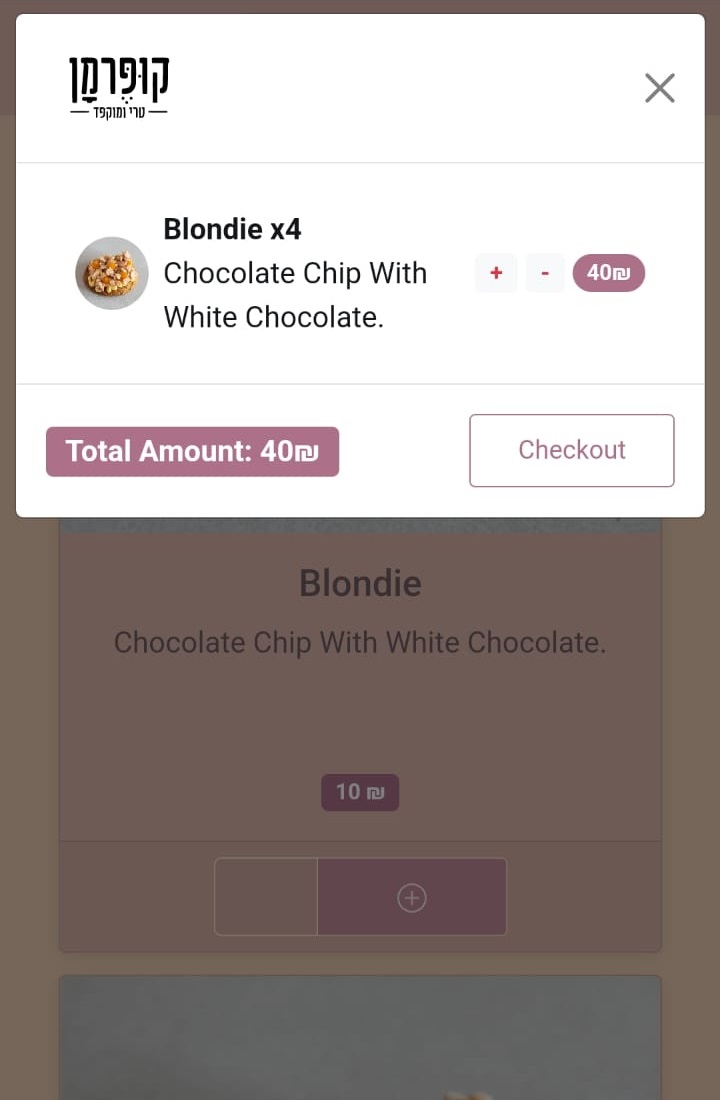 קופרמָן
טרי ומוקפד
Blondie x4
Chocolate Chip With
White Chocolate.
+
-
40₪
Total Amount: 40₪
Checkout
Blondie
Chocolate Chip With White Chocolate.
10 ₪